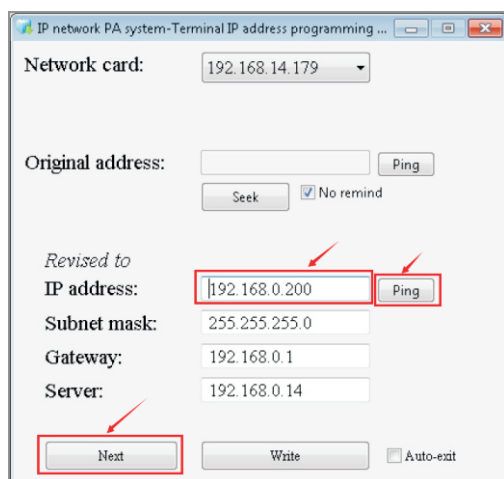 IP network PA system-Terminal IP address programming ...
Network card: 192.168.14.179
Original address: Ping
Seek No remind
Revised to
IP address: 192.168.0.200 Ping
Subnet mask: 255.255.255.0
Gateway: 192.168.0.1
Server: 192.168.0.14
Next Write Auto-exit